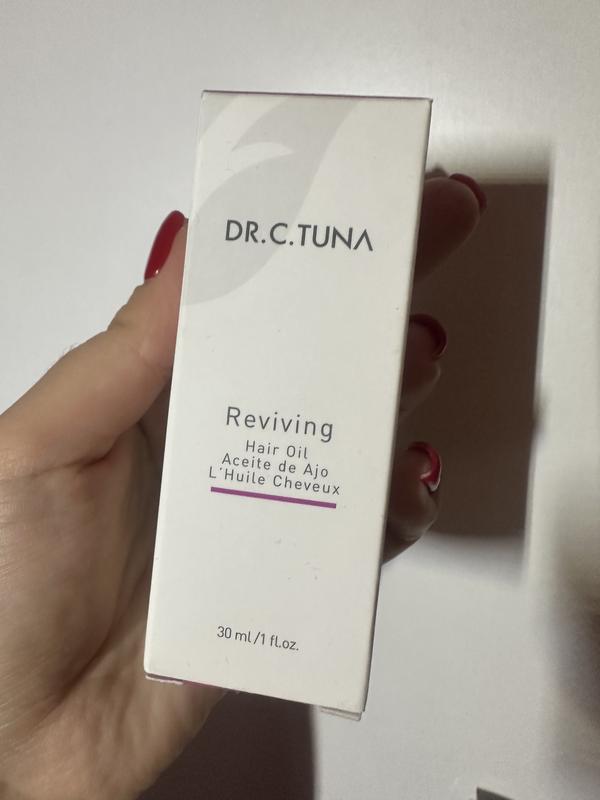 DR.C.TUNA
Reviving
Hair Oil
Aceite de Ajo
L'Huile Cheveux
30 ml/1 fl.oz.